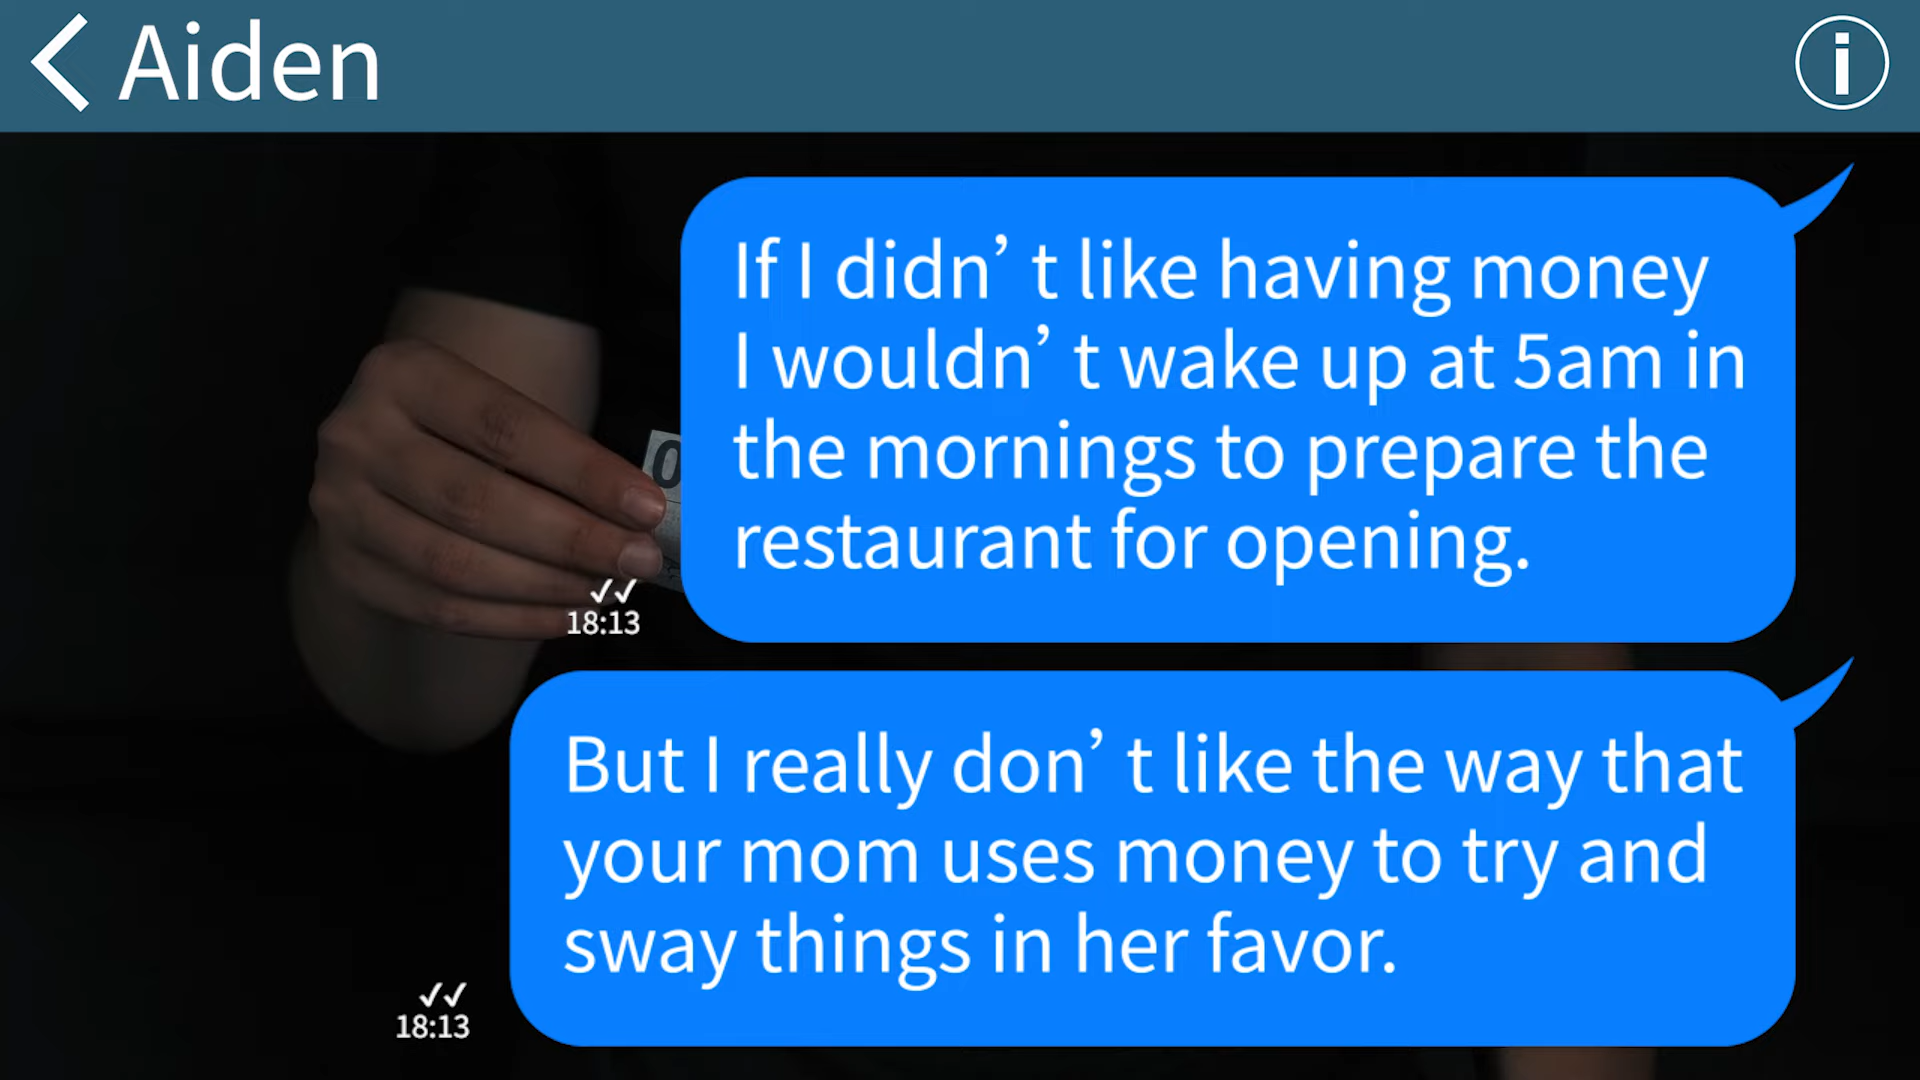 Aiden
If I didn’ t like having money
I wouldn’ t wake up at 5am in
the mornings to prepare the
restaurant for opening.
18:13
But I really don’ t like the way that
your mom uses money to try and
sway things in her favor.
18:13